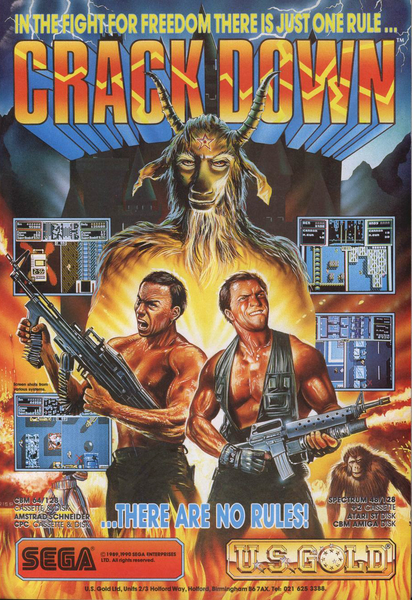 IN THE FIGHT FOR FREEDOM THERE IS JUST ONE RULE ...
CRACK DOWN™
Screen shots from
various systems.
CBM 64/128
CASSETTE & DISK
AMSTRAD SCHNEIDER
CPC CASSETTE & DISK
SPECTRUM 48/128
+2 CASSETTE
ATARI ST DISK
CBM AMIGA DISK
...THERE ARE NO RULES!
SEGA®
© 1989, 1990 SEGA ENTERPRISES
LTD. All rights reserved.
U.S. GOLD®
U.S. Gold Ltd, Units 2/3 Holford Way, Holford, Birmingham B6 7AX. Tel: 021 625 3388.